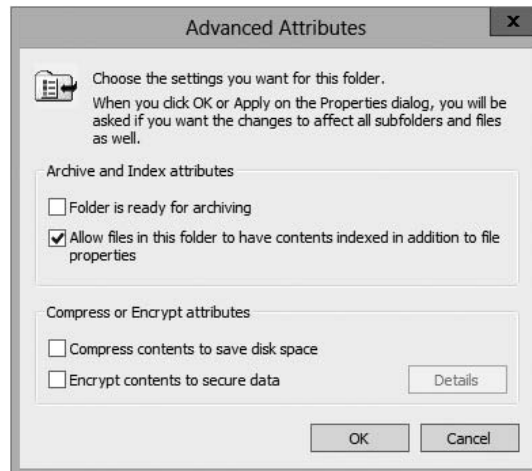 Advanced Attributes
x
Choose the settings you want for this folder.
When you click OK or Apply on the Properties dialog, you will be
asked if you want the changes to affect all subfolders and files
as well.
Archive and Index attributes
Folder is ready for archiving
Allow files in this folder to have contents indexed in addition to file
properties
Compress or Encrypt attributes
Compress contents to save disk space
Encrypt contents to secure data
Details
OK
Cancel